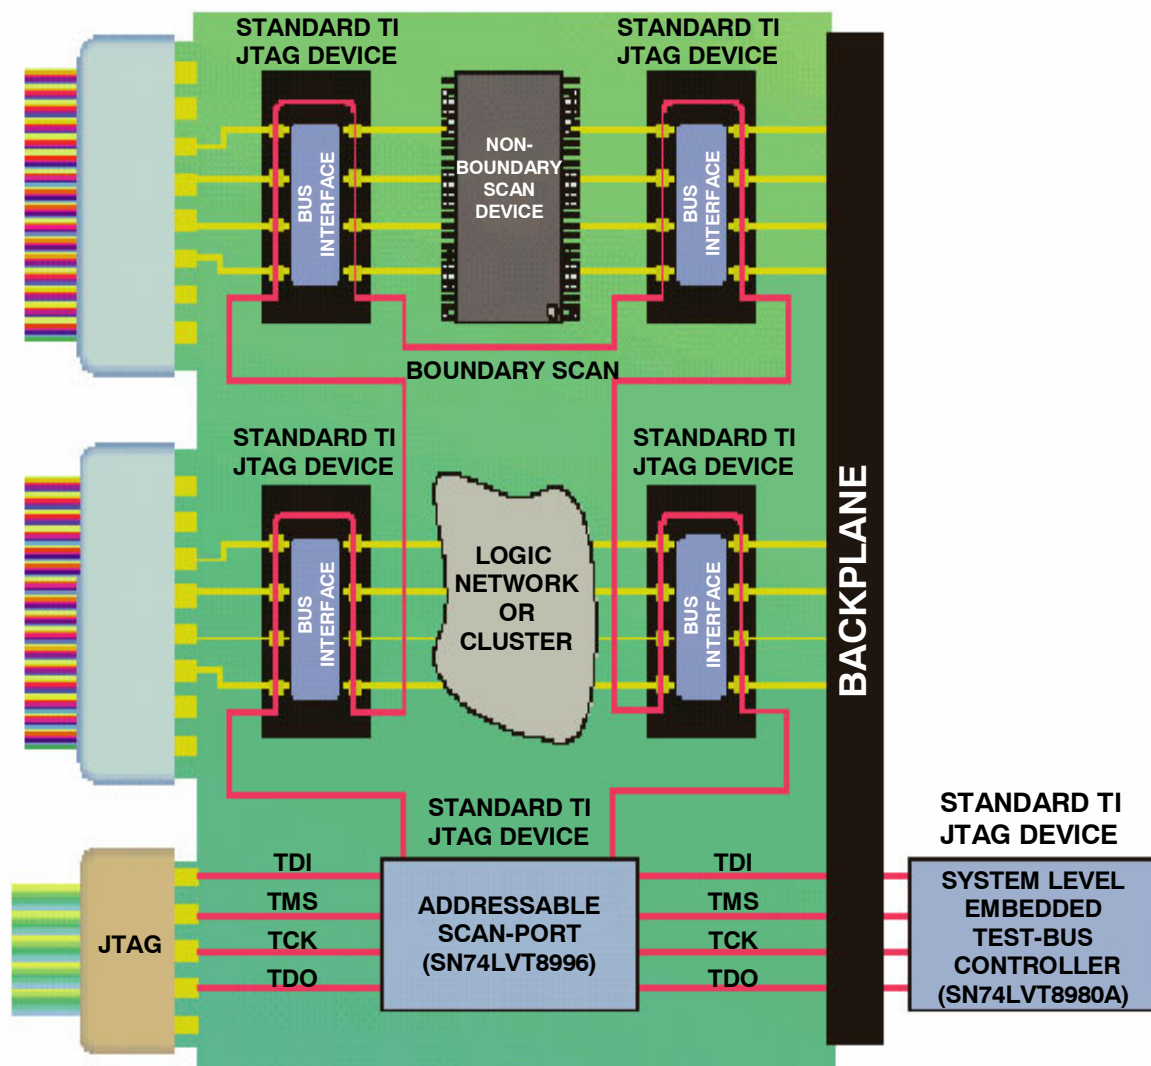 STANDARD TI
JTAG DEVICE
STANDARD TI
JTAG DEVICE
BUS
INTERFACE
NON-
BOUNDARY
SCAN
DEVICE
BUS
INTERFACE
BOUNDARY SCAN
STANDARD TI
JTAG DEVICE
STANDARD TI
JTAG DEVICE
BUS
INTERFACE
LOGIC
NETWORK
OR
CLUSTER
BUS
INTERFACE
BACKPLANE
STANDARD TI
JTAG DEVICE
STANDARD TI
JTAG DEVICE
JTAG
TDI
TMS
TCK
TDO
ADDRESSABLE
SCAN-PORT
(SN74LVT8996)
TDI
TMS
TCK
TDO
SYSTEM LEVEL
EMBEDDED
TEST-BUS
CONTROLLER
(SN74LVT8980A)